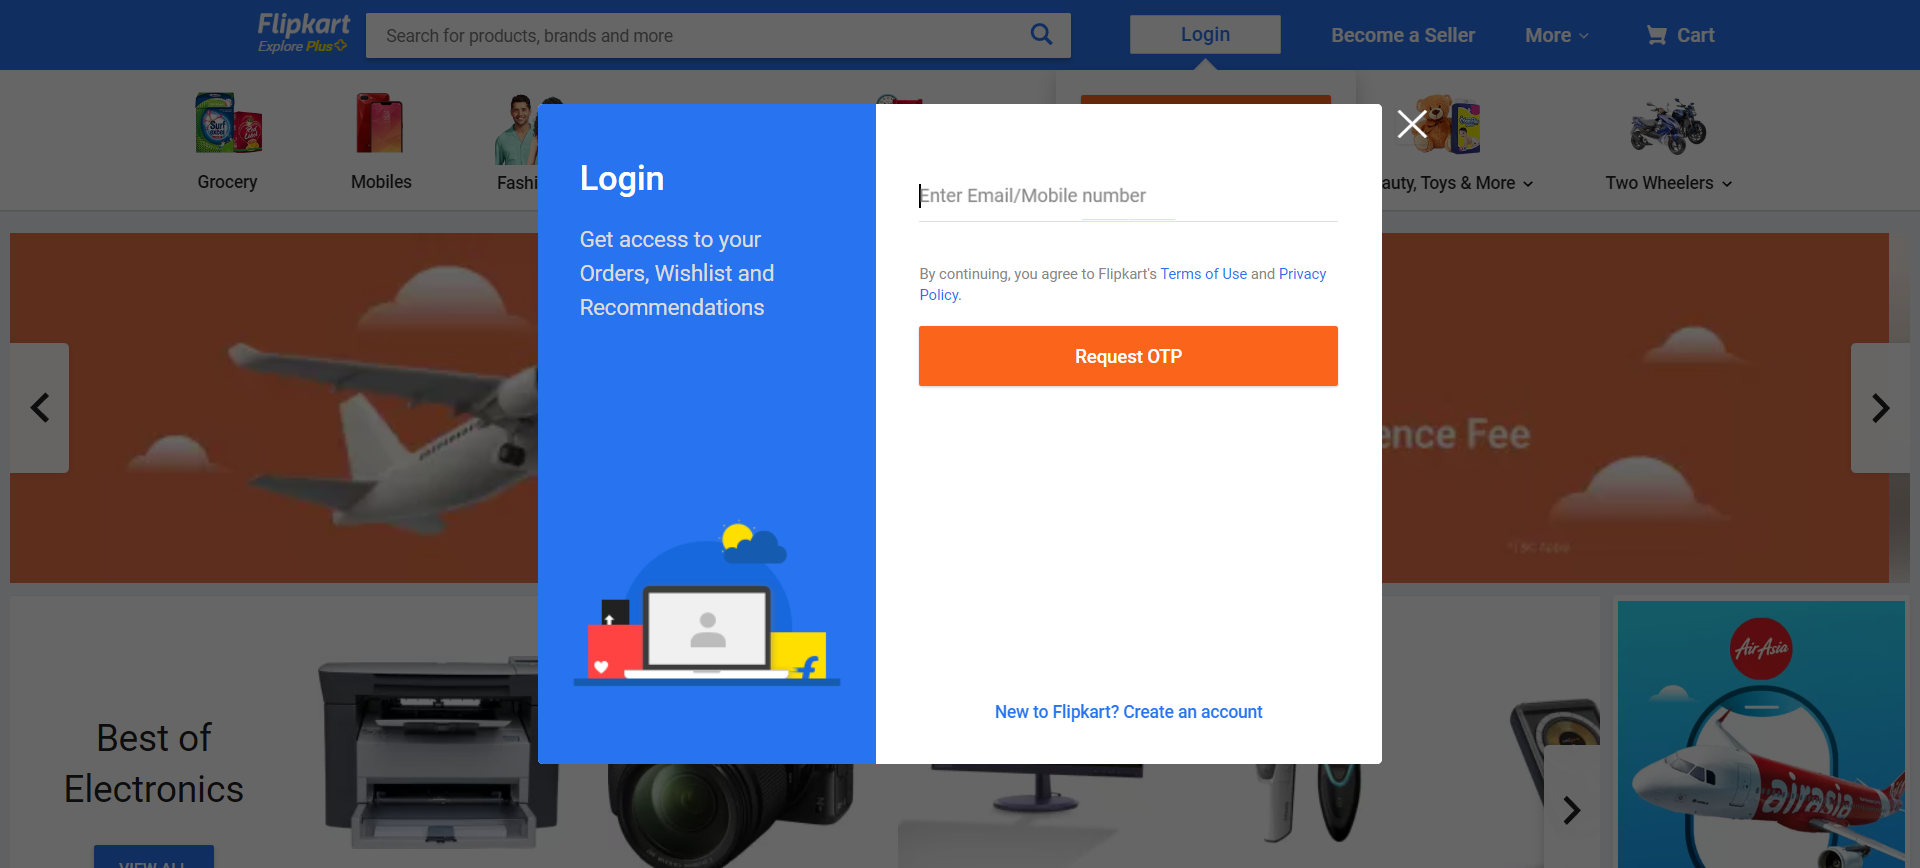 Flipkart
Explore Plus
Search for products, brands and more
Login
Become a Seller
More
Cart
Grocery
Mobiles
Fashi
auty, Toys & More
Two Wheelers
Login
Get access to your
Orders, Wishlist and
Recommendations
Enter Email/Mobile number
By continuing, you agree to Flipkart's Terms of Use and Privacy
Policy.
Request OTP
New to Flipkart? Create an account
ence Fee
Best of
Electronics
VIEW ALL
AirAsia
airasia